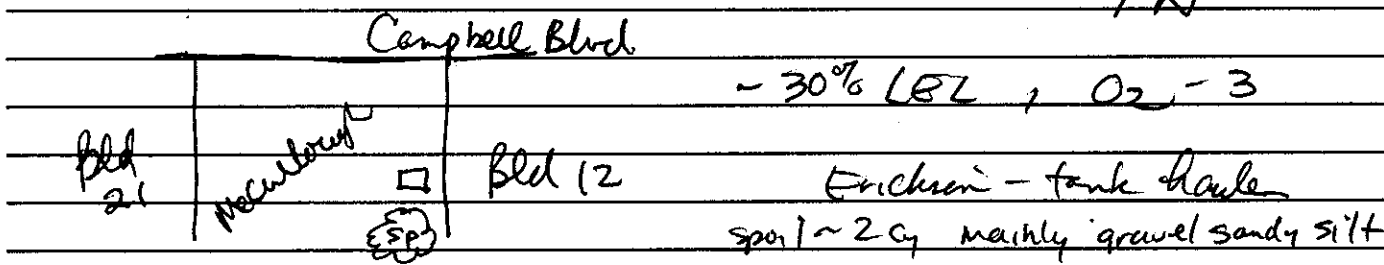 N
Campbell Blvd
~ 30% LEL , O2 - 3
Bld 21
Bld 12
Erickson - tank hauler
SP
spoil ~ 2 cy mainly gravel sandy silt